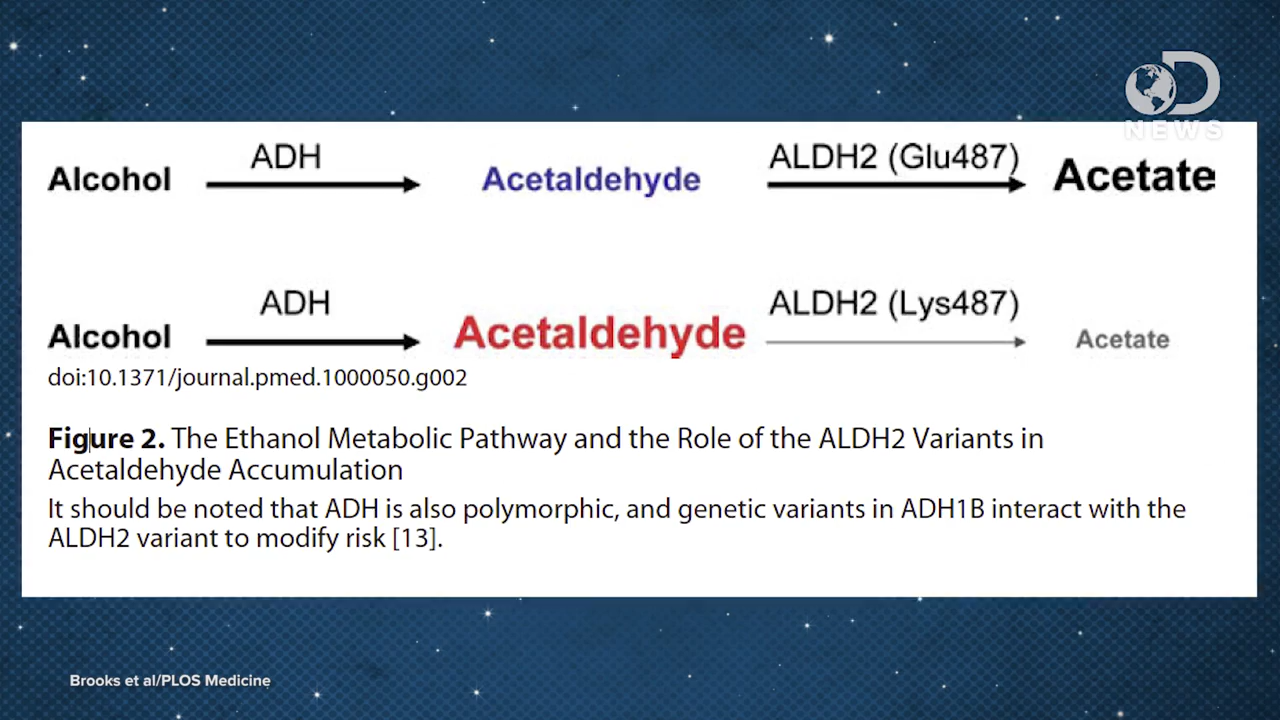 D
NEWS
ADH
ALDH2 (Glu487)
Alcohol
Acetaldehyde
Acetate
ADH
ALDH2 (Lys487)
Alcohol
Acetaldehyde
Acetate
doi:10.1371/journal.pmed.1000050.g002
Figure 2. The Ethanol Metabolic Pathway and the Role of the ALDH2 Variants in
Acetaldehyde Accumulation
It should be noted that ADH is also polymorphic, and genetic variants in ADH1B interact with the
ALDH2 variant to modify risk [13].
Brooks et al/PLOS Medicine